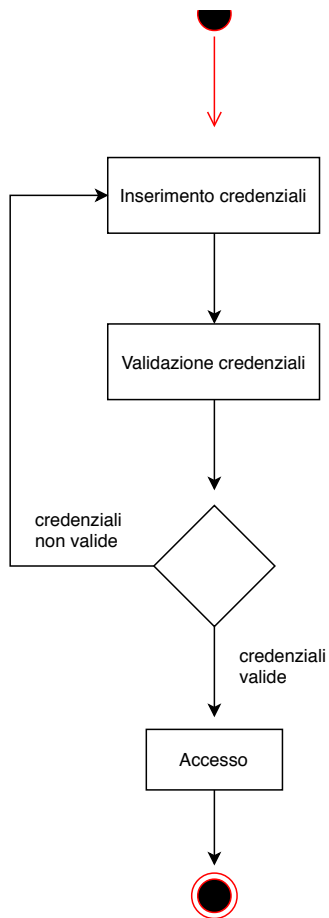 Inserimento credenziali
Validazione credenziali
credenziali
non valide
credenziali
valide
Accesso